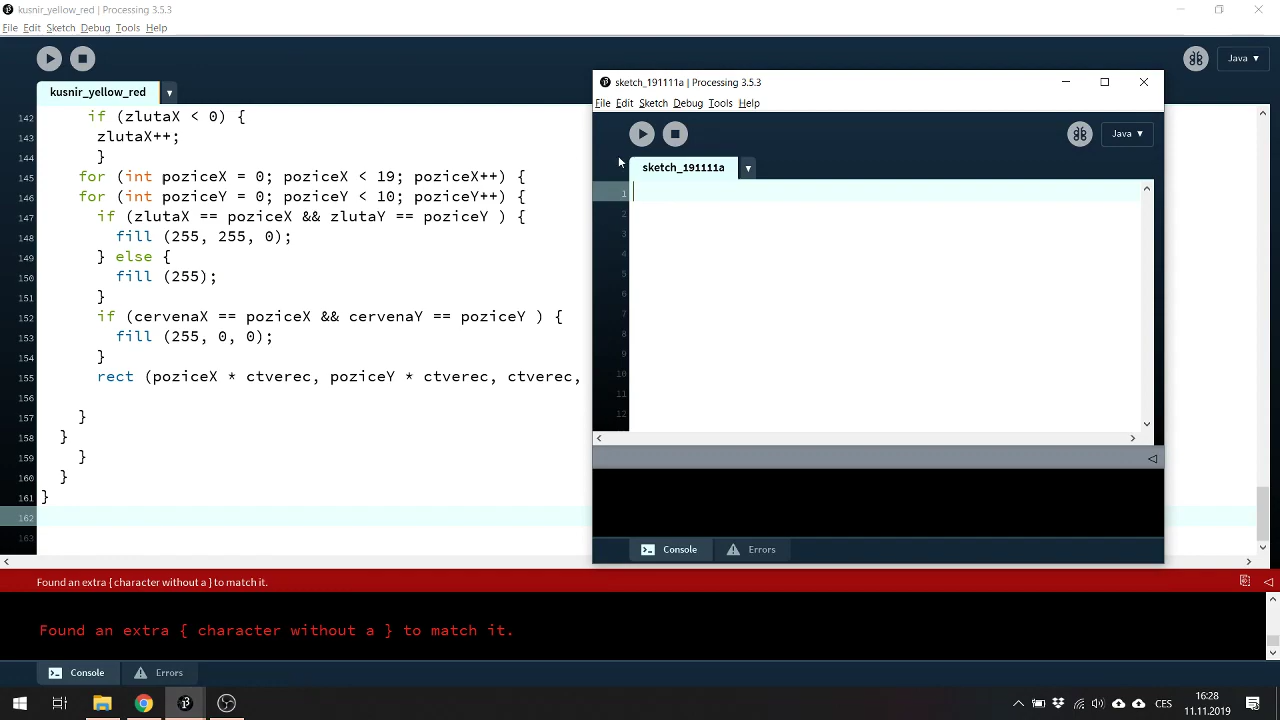 kusnir_yellow_red | Processing 3.5.3
File Edit Sketch Debug Tools Help
Java ▾
kusnir_yellow_red ▾
142 if (zlutaX < 0) {
143 zlutaX++;
144 }
145 for (int poziceX = 0; poziceX < 19; poziceX++) {
146 for (int poziceY = 0; poziceY < 10; poziceY++) {
147 if (zlutaX == poziceX && zlutaY == poziceY ) {
148 fill (255, 255, 0);
149 } else {
150 fill (255);
151 }
152 if (cervenaX == poziceX && cervenaY == poziceY ) {
153 fill (255, 0, 0);
154 }
155 rect (poziceX * ctverec, poziceY * ctverec, ctverec,
156
157 }
158 }
159 }
160 }
161 }
162
163
Found an extra { character without a } to match it.
Found an extra { character without a } to match it.
Console Errors
sketch_191111a | Processing 3.5.3
File Edit Sketch Debug Tools Help
Java ▾
sketch_191111a ▾
1
2
3
4
5
6
7
8
9
10
11
12
Console Errors
CES
16:28
11.11.2019